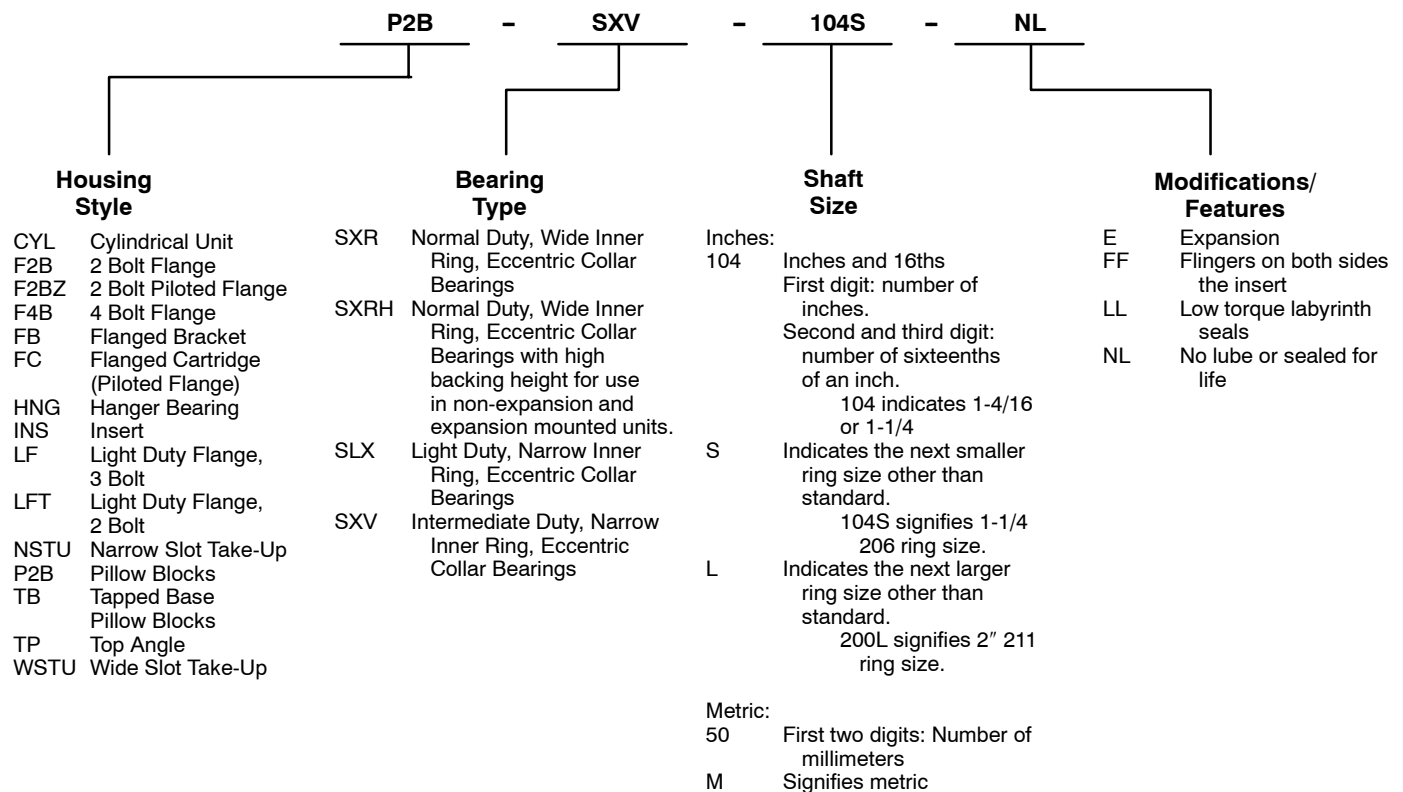 P2B - SXV - 104S - NL
Housing
Style
CYL Cylindrical Unit
F2B 2 Bolt Flange
F2BZ 2 Bolt Piloted Flange
F4B 4 Bolt Flange
FB Flanged Bracket
FC Flanged Cartridge
(Piloted Flange)
HNG Hanger Bearing
INS Insert
LF Light Duty Flange,
3 Bolt
LFT Light Duty Flange,
2 Bolt
NSTU Narrow Slot Take-Up
P2B Pillow Blocks
TB Tapped Base
Pillow Blocks
TP Top Angle
WSTU Wide Slot Take-Up
Bearing
Type
SXR Normal Duty, Wide Inner
Ring, Eccentric Collar
Bearings
SXRH Normal Duty, Wide Inner
Ring, Eccentric Collar
Bearings with high
backing height for use
in non-expansion and
expansion mounted units.
SLX Light Duty, Narrow Inner
Ring, Eccentric Collar
Bearings
SXV Intermediate Duty, Narrow
Inner Ring, Eccentric
Collar Bearings
Shaft
Size
Inches:
104 Inches and 16ths
First digit: number of
inches.
Second and third digit:
number of sixteenths
of an inch.
104 indicates 1-4/16
or 1-1/4
S Indicates the next smaller
ring size other than
standard.
104S signifies 1-1/4
206 ring size.
L Indicates the next larger
ring size other than
standard.
200L signifies 2″ 211
ring size.
Metric:
50 First two digits: Number of
millimeters
M Signifies metric
Modifications/
Features
E Expansion
FF Flingers on both sides
the insert
LL Low torque labyrinth
seals
NL No lube or sealed for
life